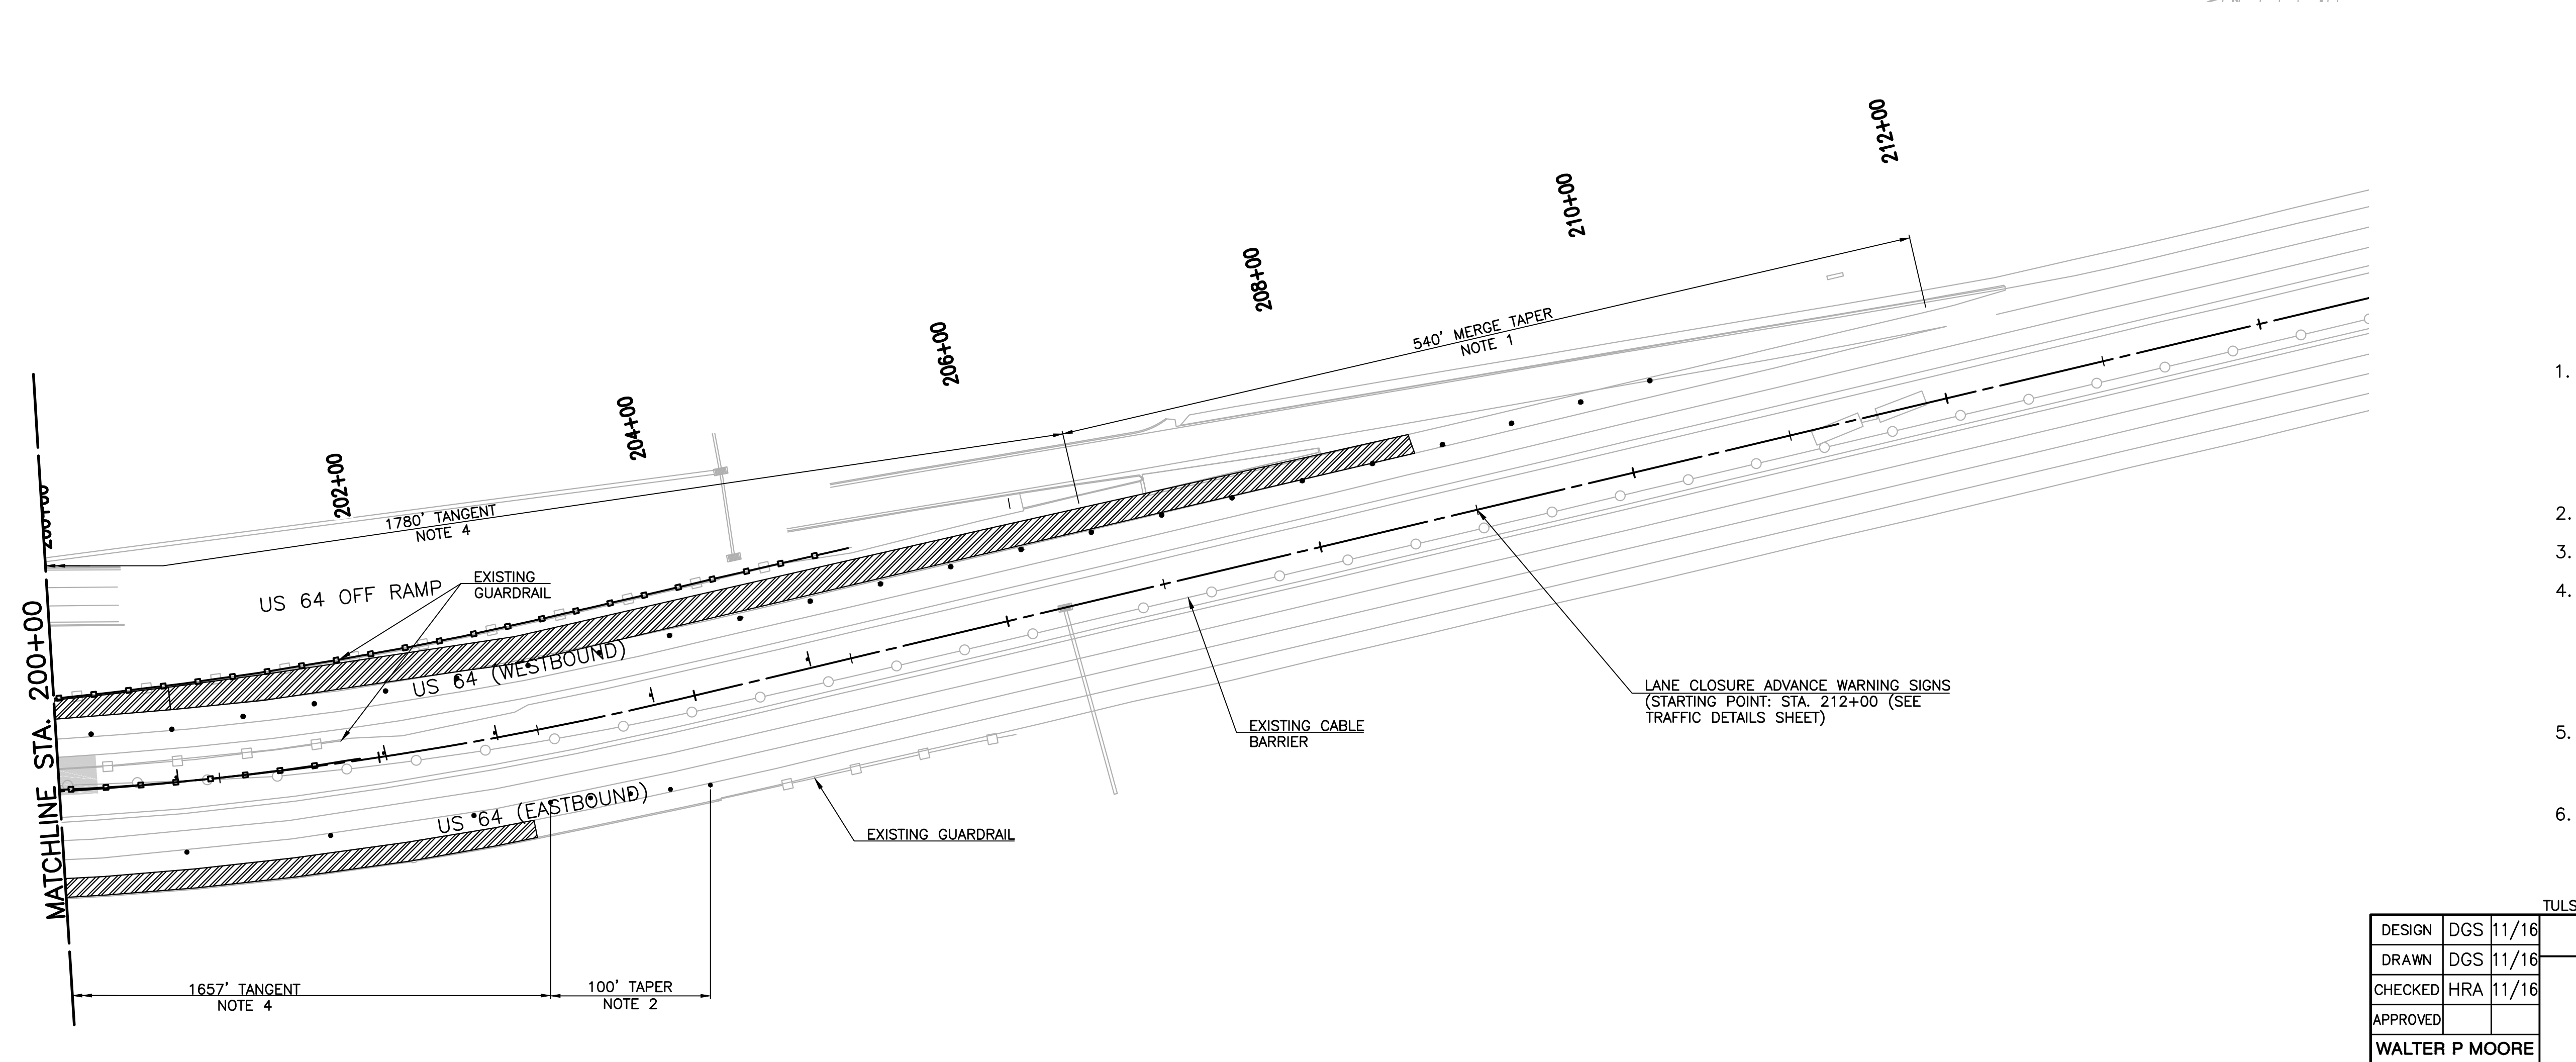 212+00
210+00
208+00
206+00
204+00
202+00
540' MERGE TAPER
NOTE 1
1780' TANGENT
NOTE 4
US 64 OFF RAMP
EXISTING
GUARDRAIL
US 64 (WESTBOUND)
US 64 (EASTBOUND)
MATCHLINE STA. 200+00
LANE CLOSURE ADVANCE WARNING SIGNS
(STARTING POINT: STA. 212+00 (SEE
TRAFFIC DETAILS SHEET)
EXISTING CABLE
BARRIER
EXISTING GUARDRAIL
1657' TANGENT
NOTE 4
100' TAPER
NOTE 2
1.
2.
3.
4.
5.
6.
TULS
DESIGN DGS 11/16
DRAWN DGS 11/16
CHECKED HRA 11/16
APPROVED
WALTER P MOORE